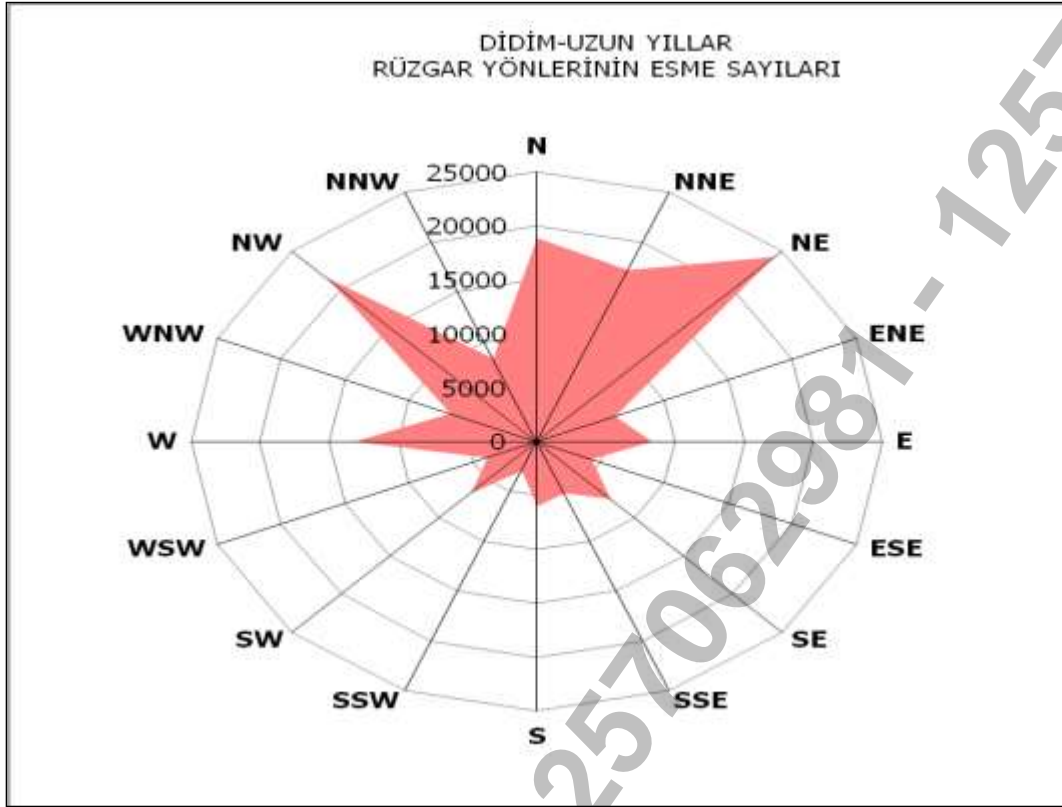 DİDİM-UZUN YILLAR
RÜZGAR YÖNLERİNİN ESME SAYILARI
N
NNE
NE
ENE
E
ESE
SE
SSE
S
SSW
SW
WSW
W
WNW
NW
NNW
25000
20000
15000
10000
5000
0
257062981 - 1257